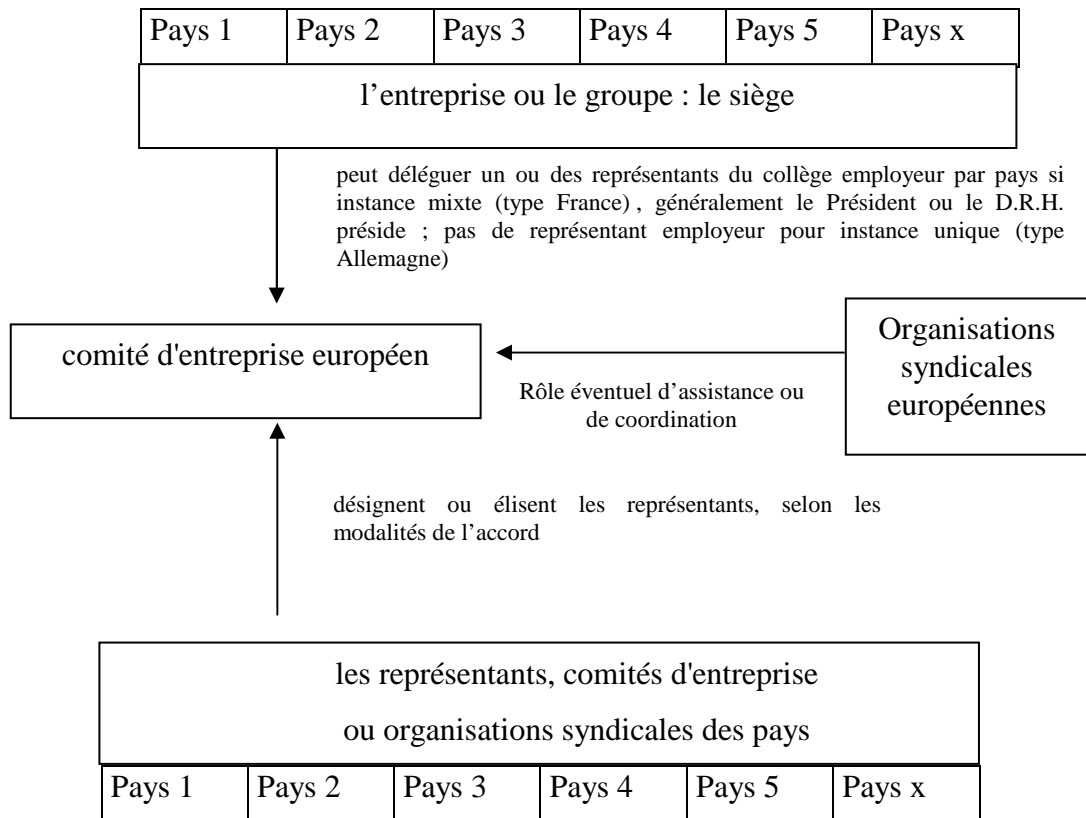 Pays 1 Pays 2 Pays 3 Pays 4 Pays 5 Pays x
l’entreprise ou le groupe : le siège
peut déléguer un ou des représentants du collège employeur par pays si
instance mixte (type France) , généralement le Président ou le D.R.H.
préside ; pas de représentant employeur pour instance unique (type
Allemagne)
comité d'entreprise européen
Organisations
syndicales
européennes
Rôle éventuel d’assistance ou
de coordination
désignent ou élisent les représentants, selon les
modalités de l’accord
les représentants, comités d'entreprise
ou organisations syndicales des pays
Pays 1 Pays 2 Pays 3 Pays 4 Pays 5 Pays x